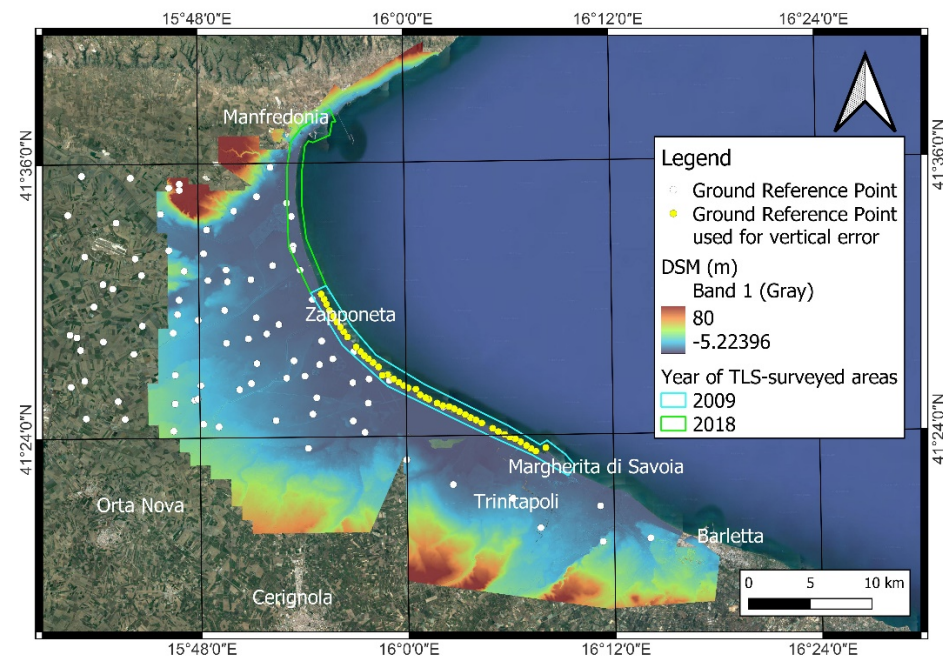 15°48'0"E 16°0'0"E 16°12'0"E 16°24'0"E
Manfredonia
41°36'0"N
41°36'0"N
Legend
Ground Reference Point
Ground Reference Point
used for vertical error
DSM (m)
Band 1 (Gray)
80
-5.22396
Year of TLS-surveyed areas
2009
2018
Zapponeta
41°24'0"N
41°24'0"N
Margherita di Savoia
Orta Nova
Trinitapoli
Barletta
Cerignola
0 5 10 km
15°48'0"E 16°0'0"E 16°12'0"E 16°24'0"E